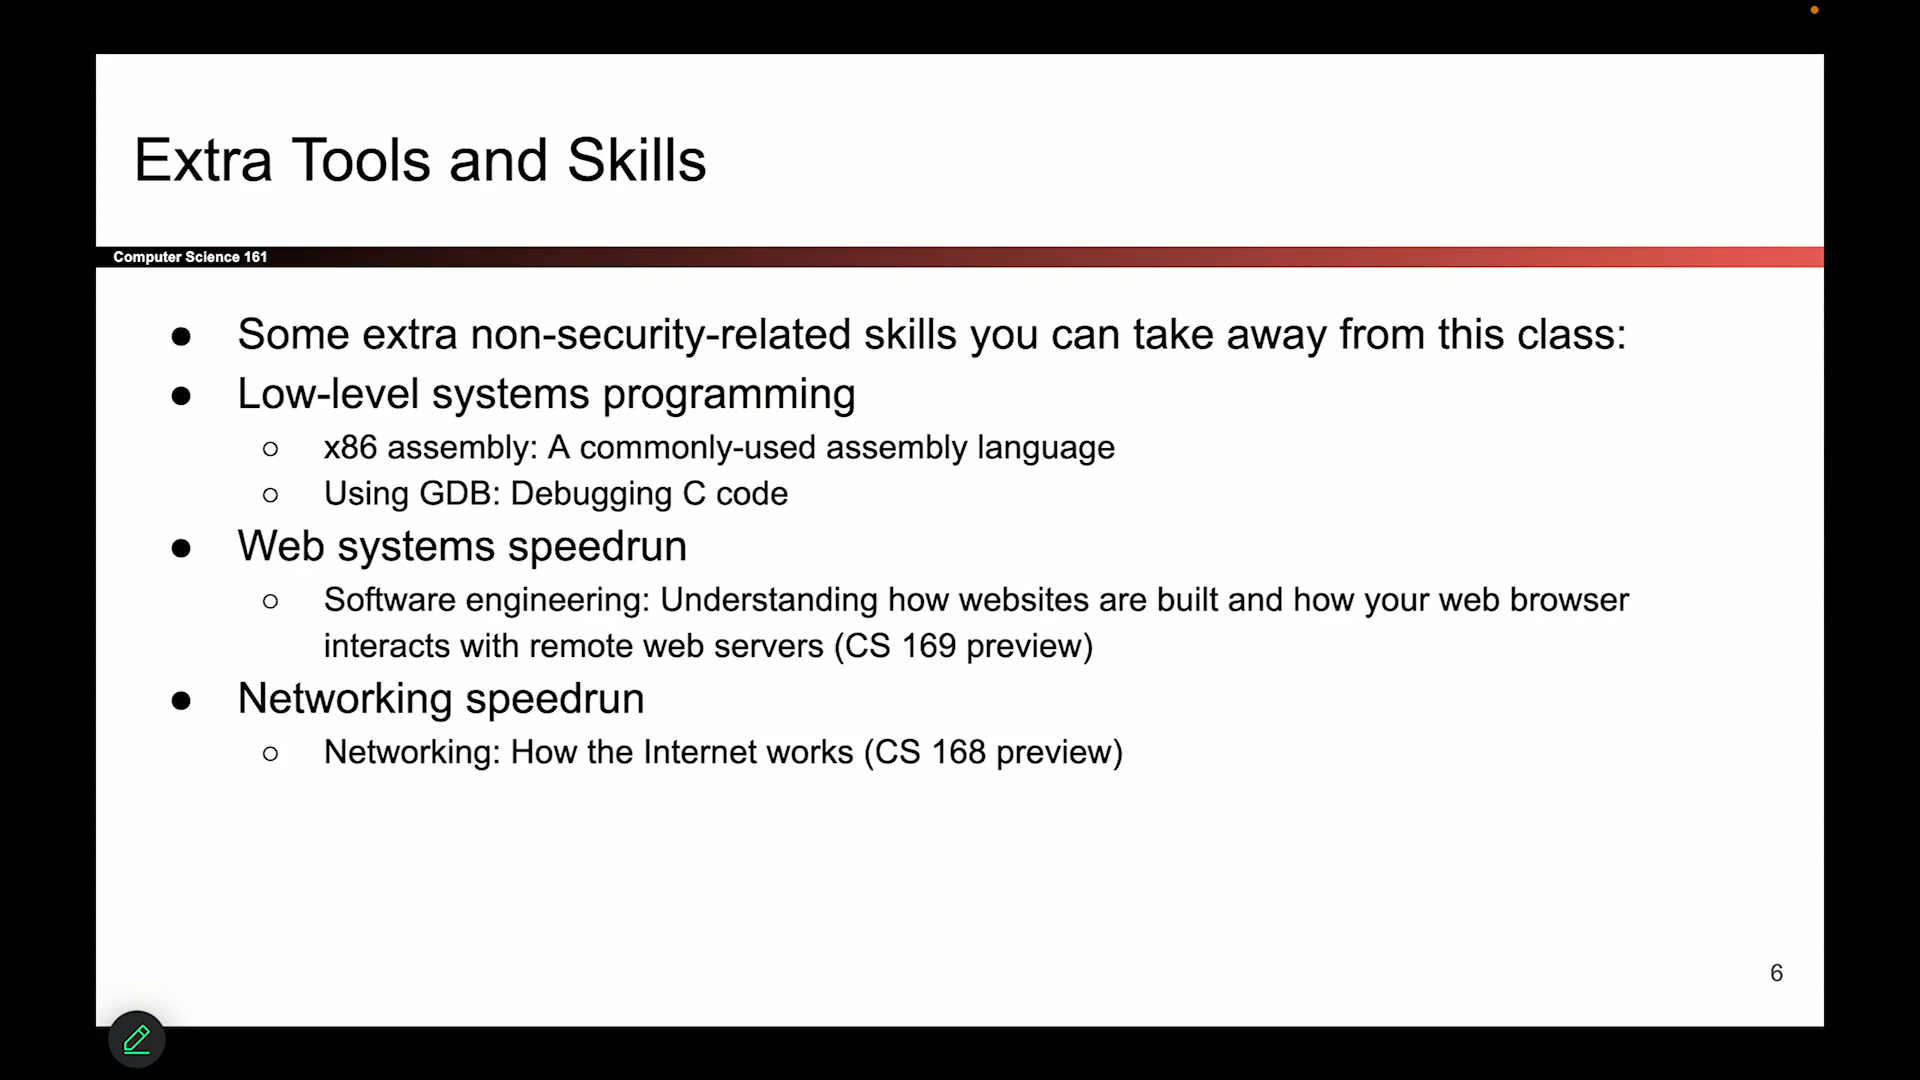 Extra Tools and Skills
Computer Science 161
● Some extra non-security-related skills you can take away from this class:
● Low-level systems programming
○ x86 assembly: A commonly-used assembly language
○ Using GDB: Debugging C code
● Web systems speedrun
○ Software engineering: Understanding how websites are built and how your web browser
interacts with remote web servers (CS 169 preview)
● Networking speedrun
○ Networking: How the Internet works (CS 168 preview)
6